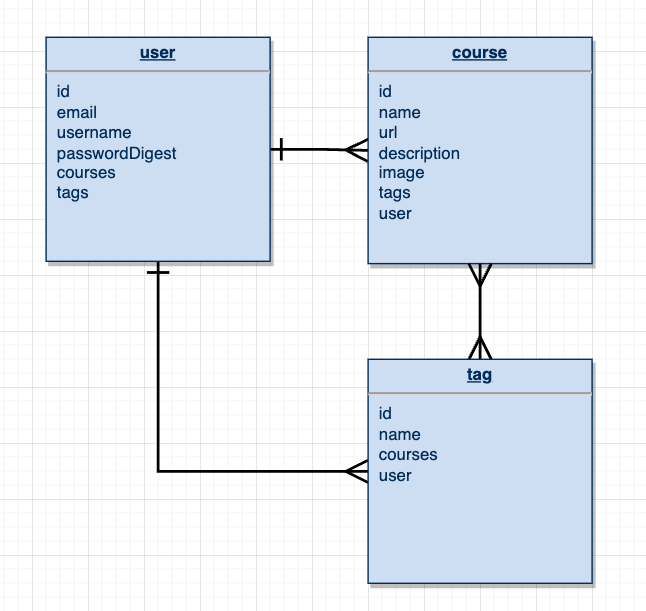 user
id
email
username
passwordDigest
courses
tags
course
id
name
url
description
image
tags
user
tag
id
name
courses
user